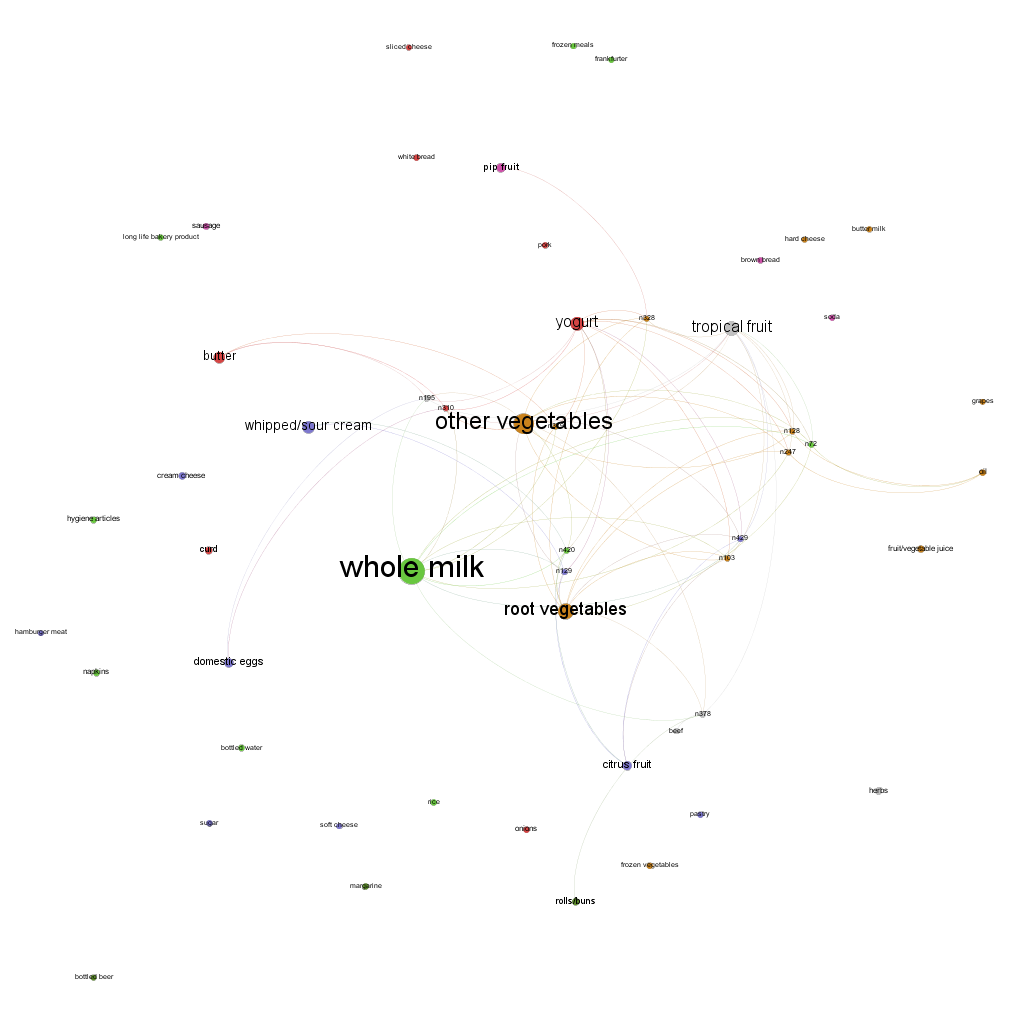 sliced cheese
frozen meals
frankfurter
white bread
pip fruit
sausage
long life bakery product
butter milk
hard cheese
pork
brown bread
soda
n328
yogurt
tropical fruit
butter
n195
n310
grapes
other vegetables
whipped/sour cream
n128
n72
n247
oil
cream cheese
hygiene articles
n429
curd
n420
fruit/vegetable juice
n103
whole milk
n129
root vegetables
hamburger meat
domestic eggs
napkins
n378
beef
bottled water
citrus fruit
herbs
rice
pastry
sugar
soft cheese
onions
frozen vegetables
margarine
rolls/buns
bottled beer